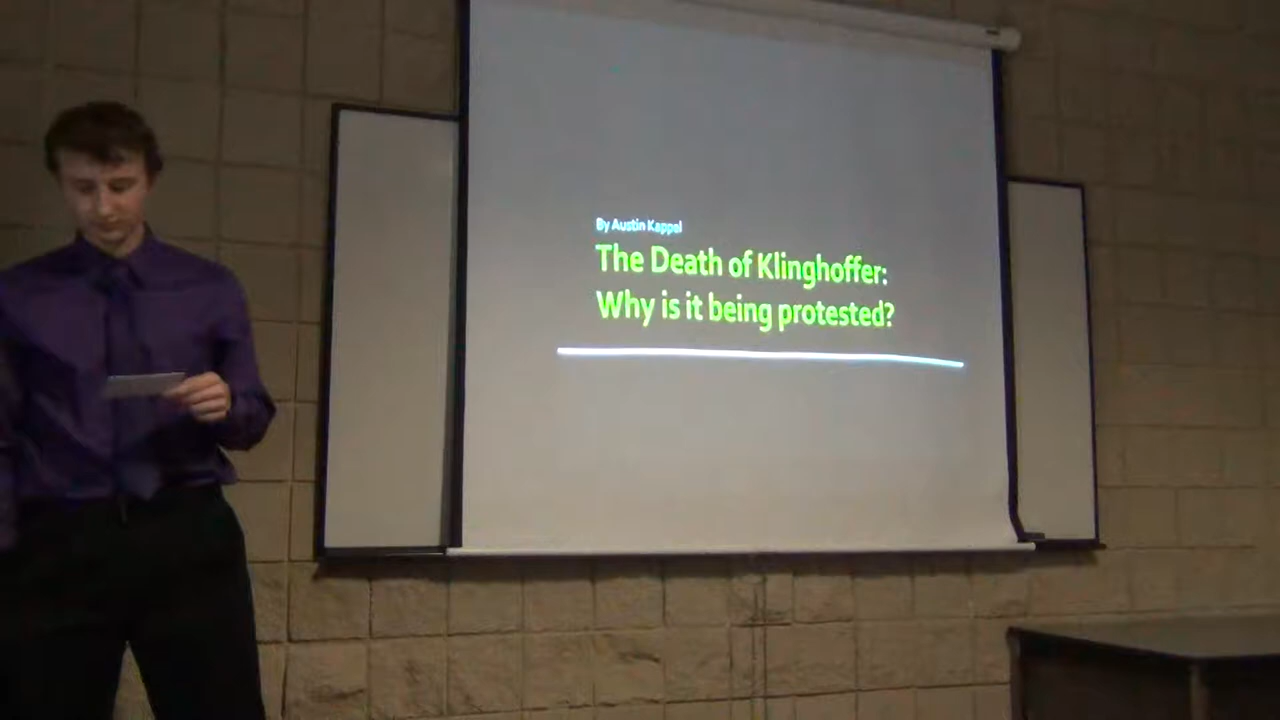 By Austin Kappel
The Death of Klinghoffer:
Why is it being protested?